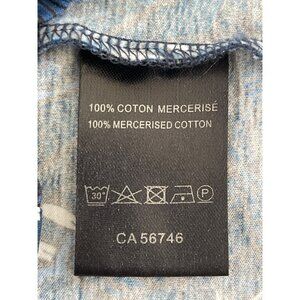 100% COTON MERCERISÉ
100% MERCERISED COTTON
30° P
CA 56746